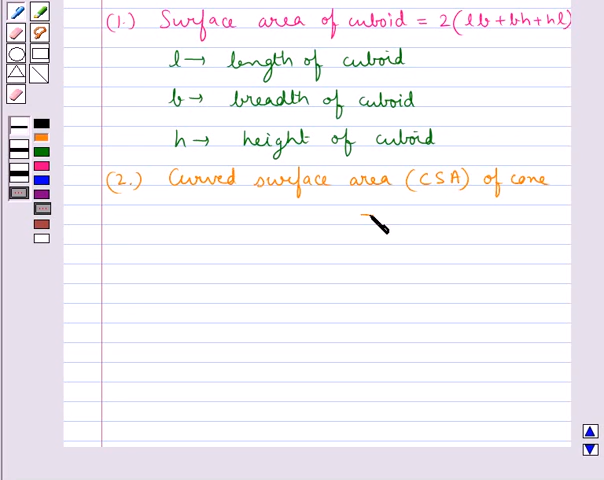 (1.) Surface area of cuboid = 2(lb+bh+hl)
l→ length of cuboid
b→ breadth of cuboid
h→ height of cuboid
(2.) Curved surface area (CSA) of cone